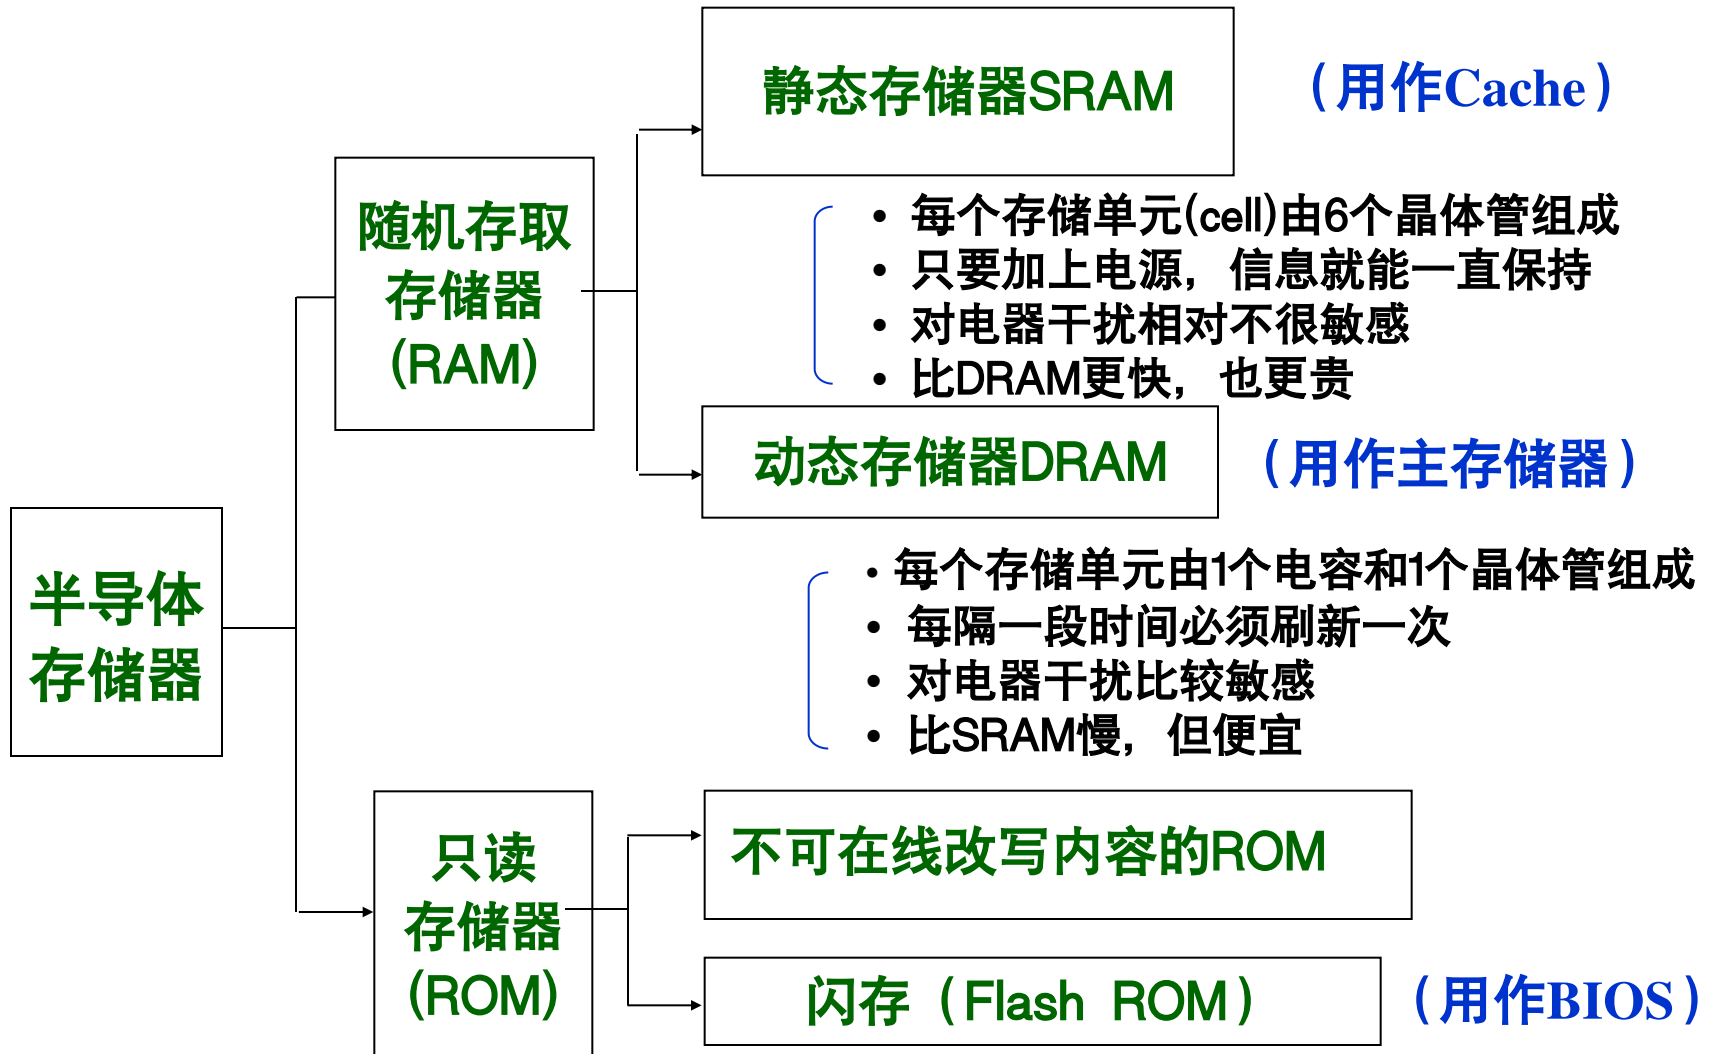 静态存储器SRAM
（用作Cache）
随机存取
存储器
(RAM)
• 每个存储单元(cell)由6个晶体管组成
• 只要加上电源，信息就能一直保持
• 对电器干扰相对不很敏感
• 比DRAM更快，也更贵
动态存储器DRAM
（用作主存储器）
半导体
存储器
• 每个存储单元由1个电容和1个晶体管组成
• 每隔一段时间必须刷新一次
• 对电器干扰比较敏感
• 比SRAM慢，但便宜
只读
存储器
(ROM)
不可在线改写内容的ROM
闪存（Flash ROM）
（用作BIOS）